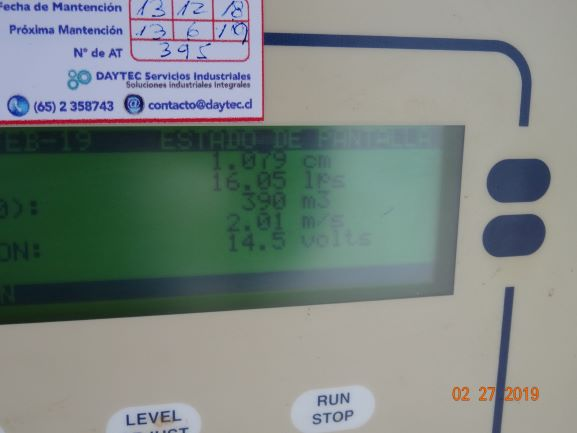 Fecha de Mantención 13 12 18
Próxima Mantención 13 6 19
N° de AT 395
DAYTEC Servicios Industriales
Soluciones industriales integrales
(65) 2 358743 @ contacto@daytec.cl
EB-19 ESTADO DE PANTALLA
1.079 cm
16.05 lps
0): 390 m3
2.01 m/s
ON: 14.5 volts
N
LEVEL
RUN
STOP
02 27 2019